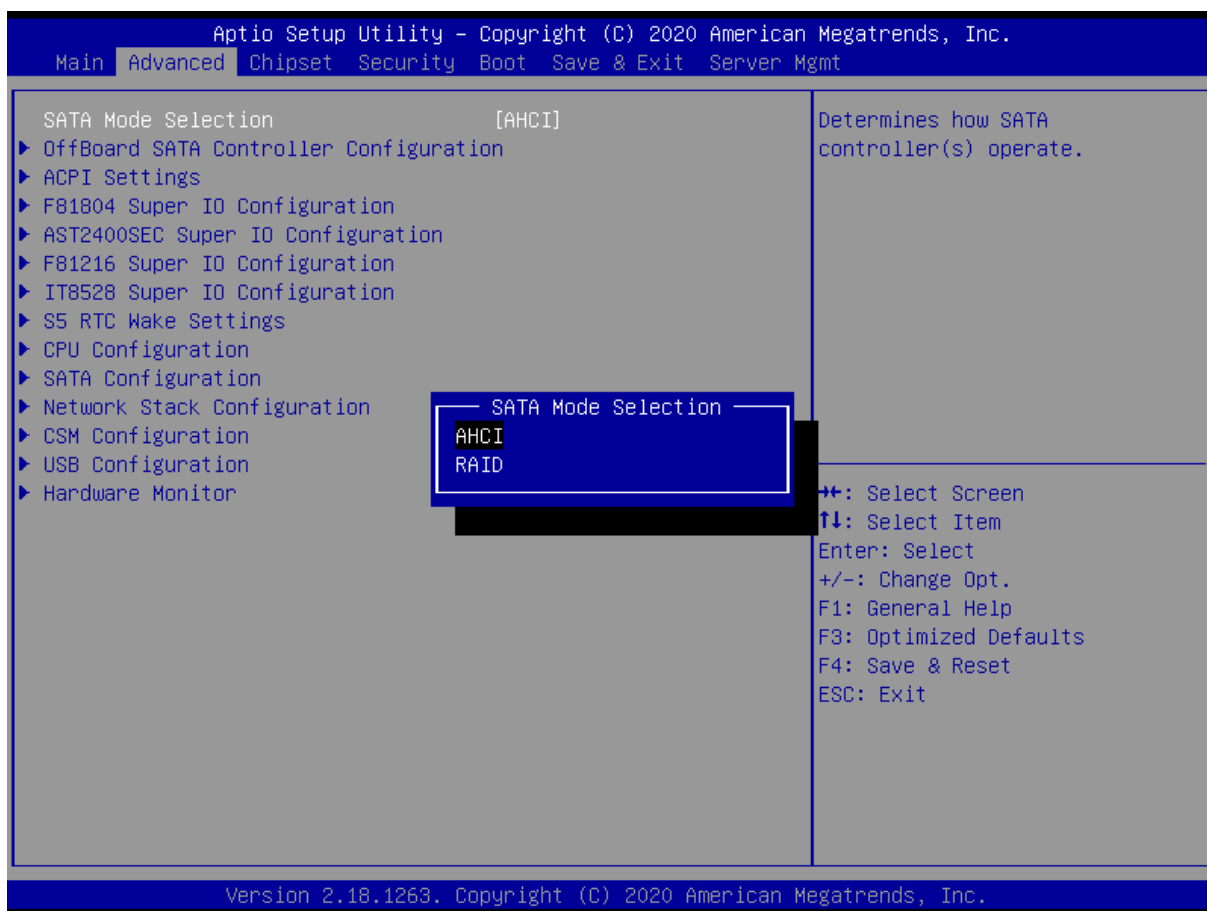 Aptio Setup Utility – Copyright (C) 2020 American Megatrends, Inc.
Main Advanced Chipset Security Boot Save & Exit Server Mgmt
SATA Mode Selection [AHCI]
▶ OffBoard SATA Controller Configuration
▶ ACPI Settings
▶ F81804 Super IO Configuration
▶ AST2400SEC Super IO Configuration
▶ F81216 Super IO Configuration
▶ IT8528 Super IO Configuration
▶ S5 RTC Wake Settings
▶ CPU Configuration
▶ SATA Configuration
▶ Network Stack Configuration
▶ CSM Configuration
▶ USB Configuration
▶ Hardware Monitor
SATA Mode Selection
AHCI
RAID
Determines how SATA
controller(s) operate.
→←: Select Screen
↑↓: Select Item
Enter: Select
+/-: Change Opt.
F1: General Help
F3: Optimized Defaults
F4: Save & Reset
ESC: Exit
Version 2.18.1263. Copyright (C) 2020 American Megatrends, Inc.